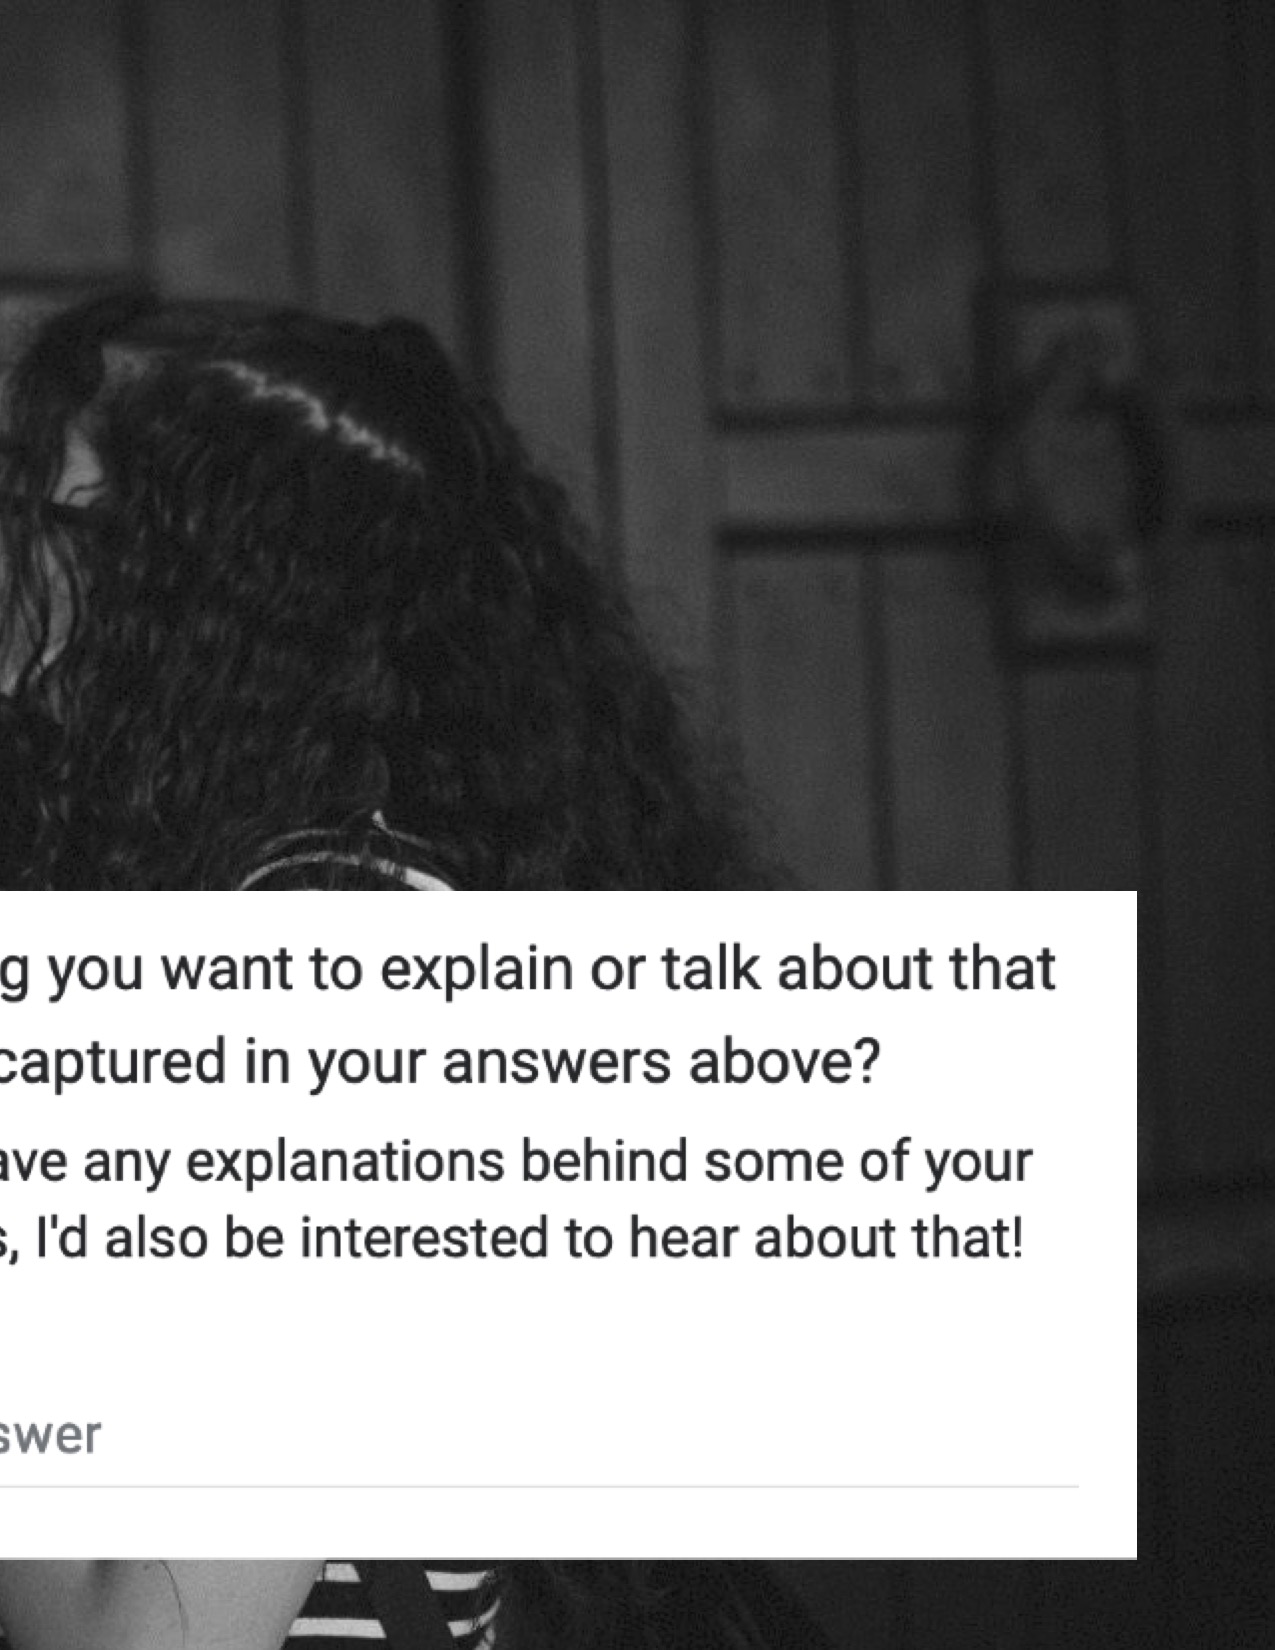 g you want to explain or talk about that
captured in your answers above?
ave any explanations behind some of your
s, I'd also be interested to hear about that!
swer